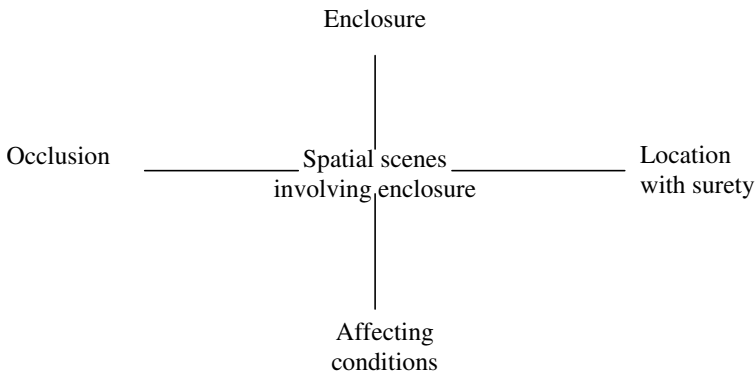 Enclosure
Occlusion
Spatial scenes
involving enclosure
Location
with surety
Affecting
conditions